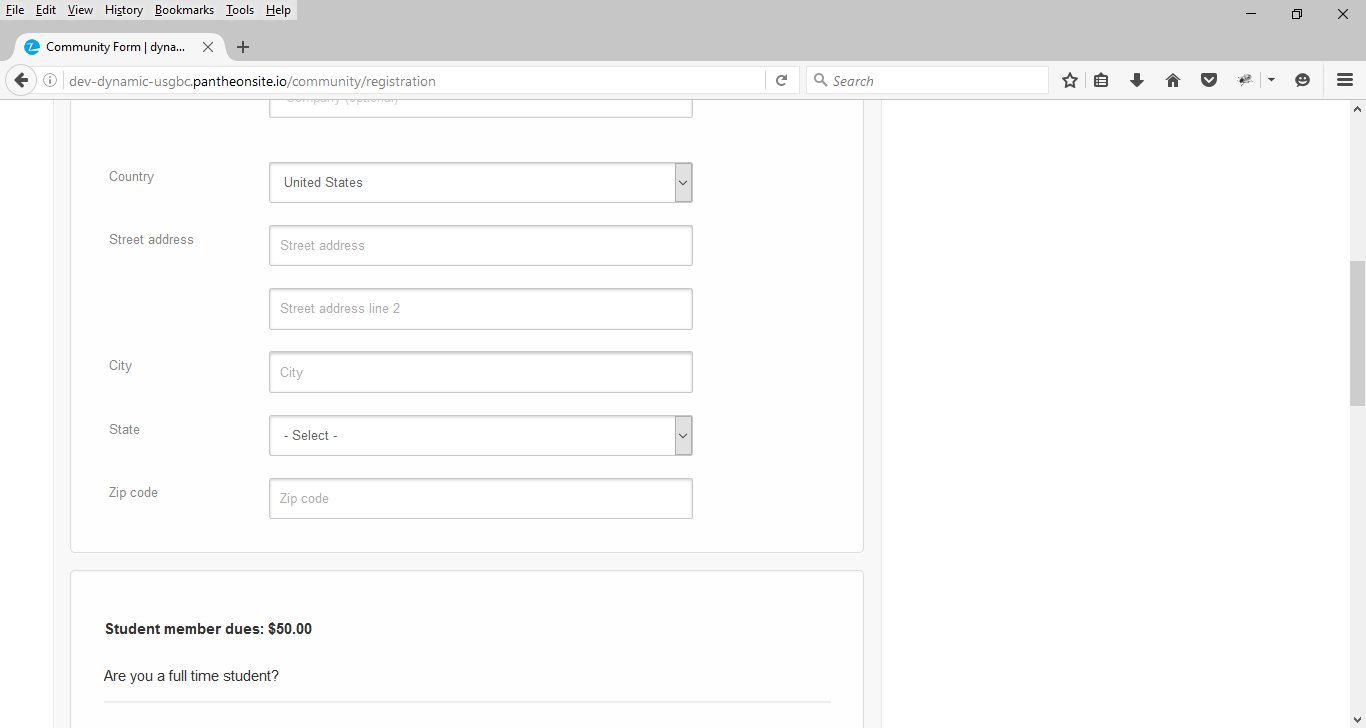 File Edit View History Bookmarks Tools Help
Community Form | dyna...
dev-dynamic-usgbc.pantheonsite.io/community/registration
Search
Company (optional)
Country
United States
Street address
Street address
Street address line 2
City
City
State
- Select -
Zip code
Zip code
Student member dues: $50.00
Are you a full time student?